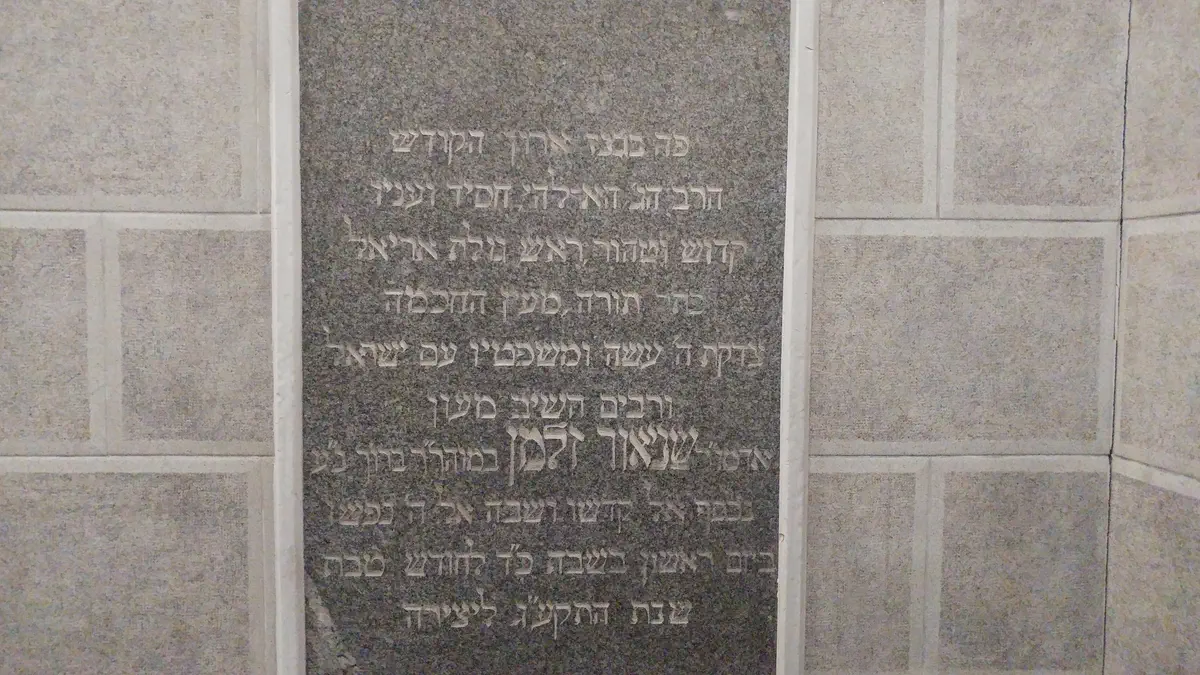 פה נגנז ארון הקודש
הרב הג' האלהי חסיד ועניו
קדוש וטהור ראש גולת אריאל
כתר תורה מעין החכמה
צדקת ה' עשה ומשפטיו עם ישראל
ורבים השיב מעון
אדמו"ר שניאור זלמן במוהר"ר ברוך נ"ע
נכסף אל קדשו ושבה אל ה' נפשו
ביום ראשון בשבת כ"ד לחודש טבת
שנת התקע"ג ליצירה